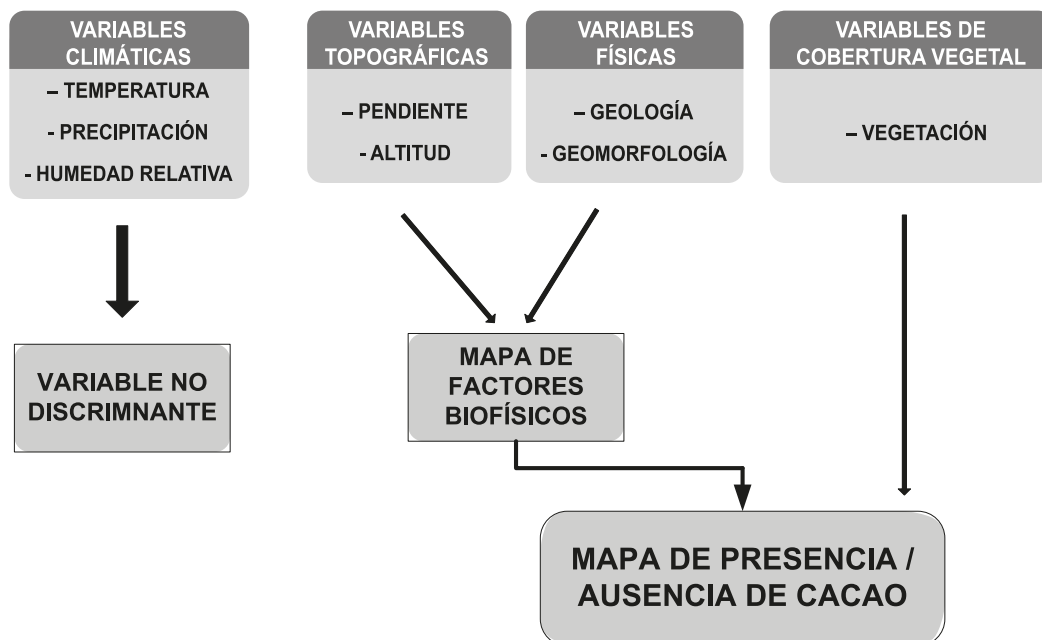 VARIABLES
CLIMÁTICAS
– TEMPERATURA
- PRECIPITACIÓN
- HUMEDAD RELATIVA
VARIABLES
TOPOGRÁFICAS
– PENDIENTE
- ALTITUD
VARIABLES
FÍSICAS
– GEOLOGÍA
- GEOMORFOLOGÍA
VARIABLES DE
COBERTURA VEGETAL
– VEGETACIÓN
VARIABLE NO
DISCRIMNANTE
MAPA DE
FACTORES
BIOFÍSICOS
MAPA DE PRESENCIA /
AUSENCIA DE CACAO